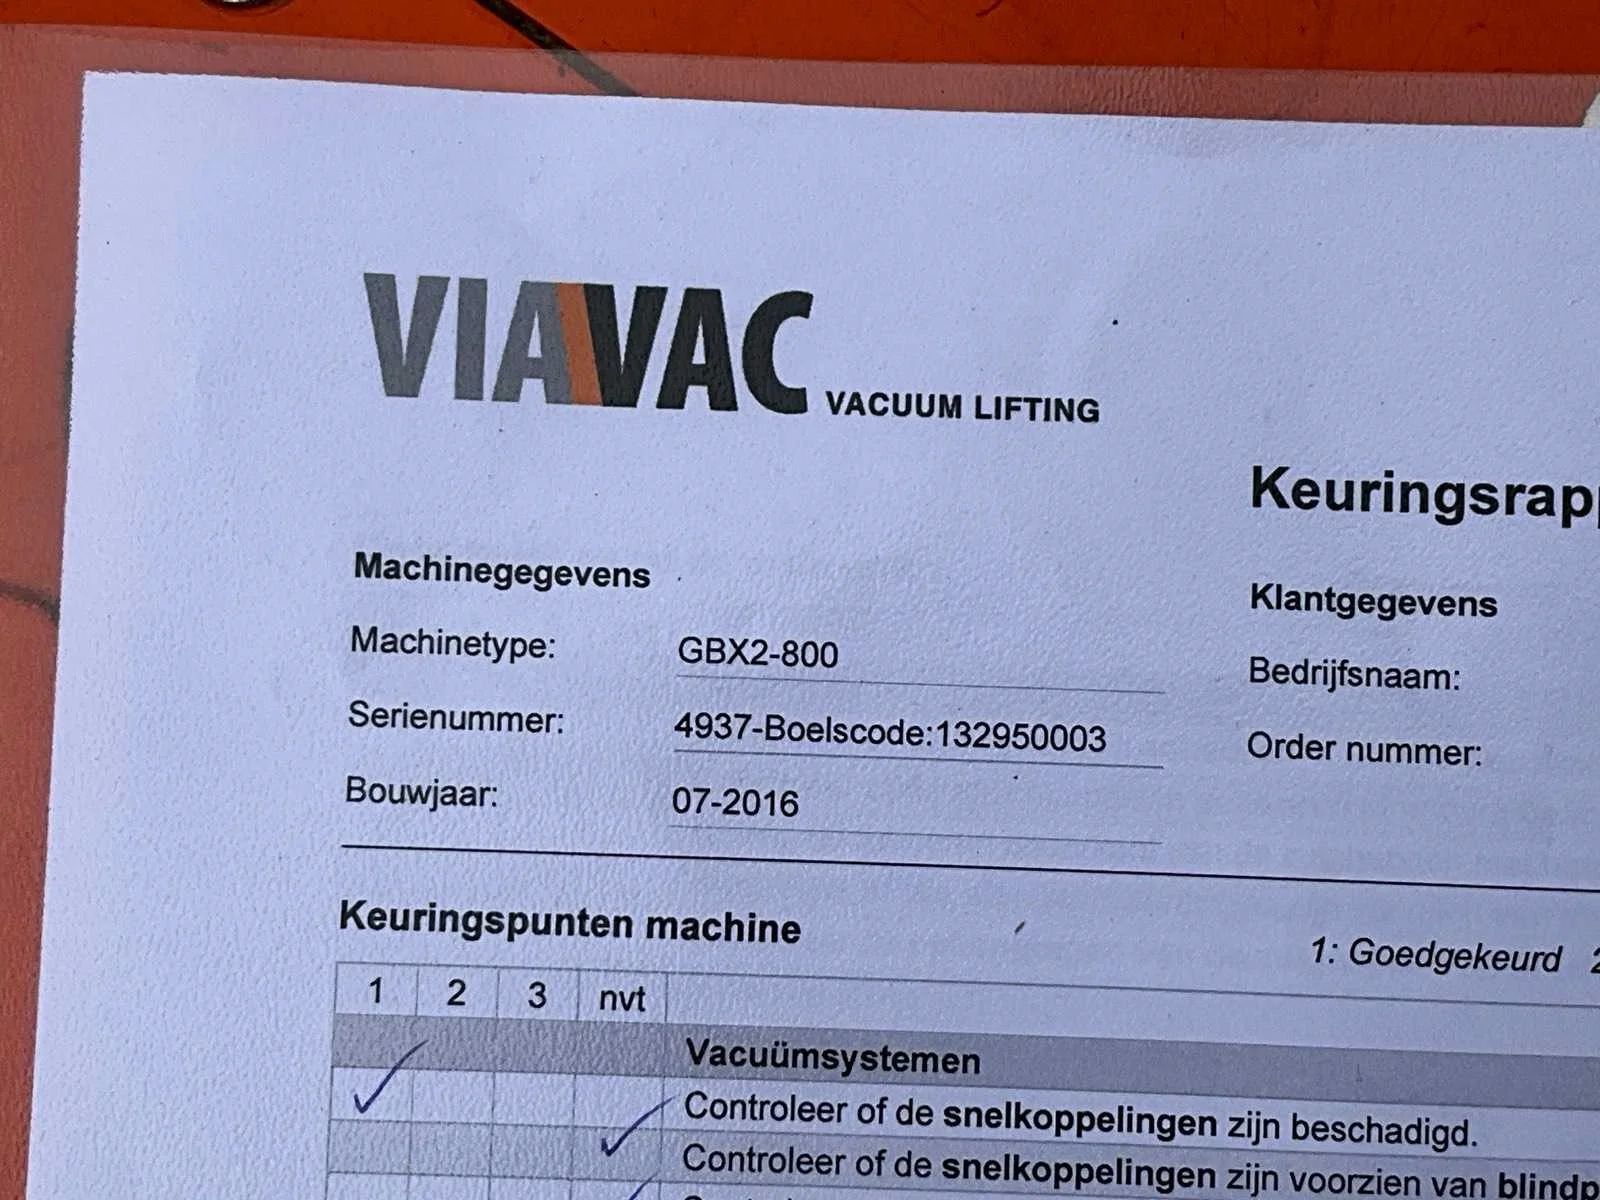 VIAVAC VACUUM LIFTING
Machinegegevens
Machinetype: GBX2-800
Serienummer: 4937-Boelscode:132950003
Bouwjaar: 07-2016
Klantgegevens
Bedrijfsnaam:
Order nummer:
Keuringspunten machine
1: Goedgekeurd
1 2 3 nvt
Vacuümsystemen
Controleer of de snelkoppelingen zijn beschadigd.
Controleer of de snelkoppelingen zijn voorzien van